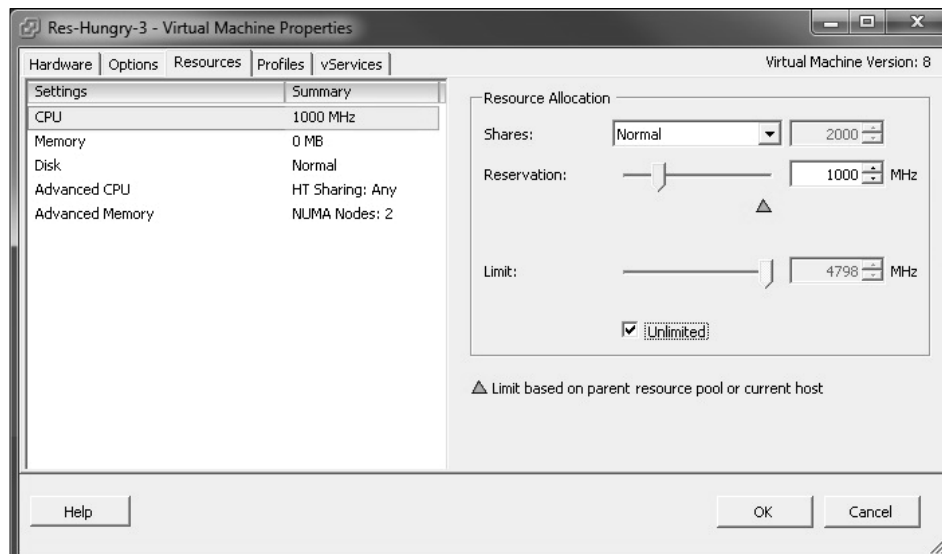 Res-Hungry-3 - Virtual Machine Properties
Hardware Options Resources Profiles vServices Virtual Machine Version: 8
Settings Summary
CPU 1000 MHz
Memory 0 MB
Disk Normal
Advanced CPU HT Sharing: Any
Advanced Memory NUMA Nodes: 2
Resource Allocation
Shares: Normal 2000
Reservation: 1000 MHz
Limit: 4798 MHz
Unlimited
Limit based on parent resource pool or current host
Help OK Cancel